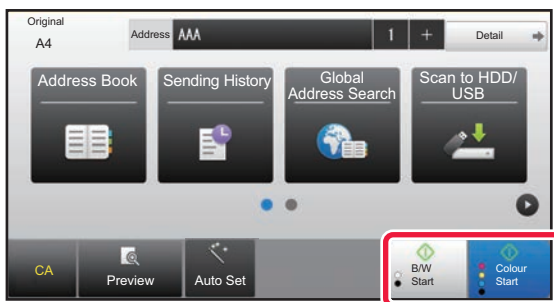 Original
A4
Address AAA 1 + Detail
Address Book
Sending History
Global
Address Search
Scan to HDD/
USB
CA
Preview
Auto Set
B/W
Start
Colour
Start